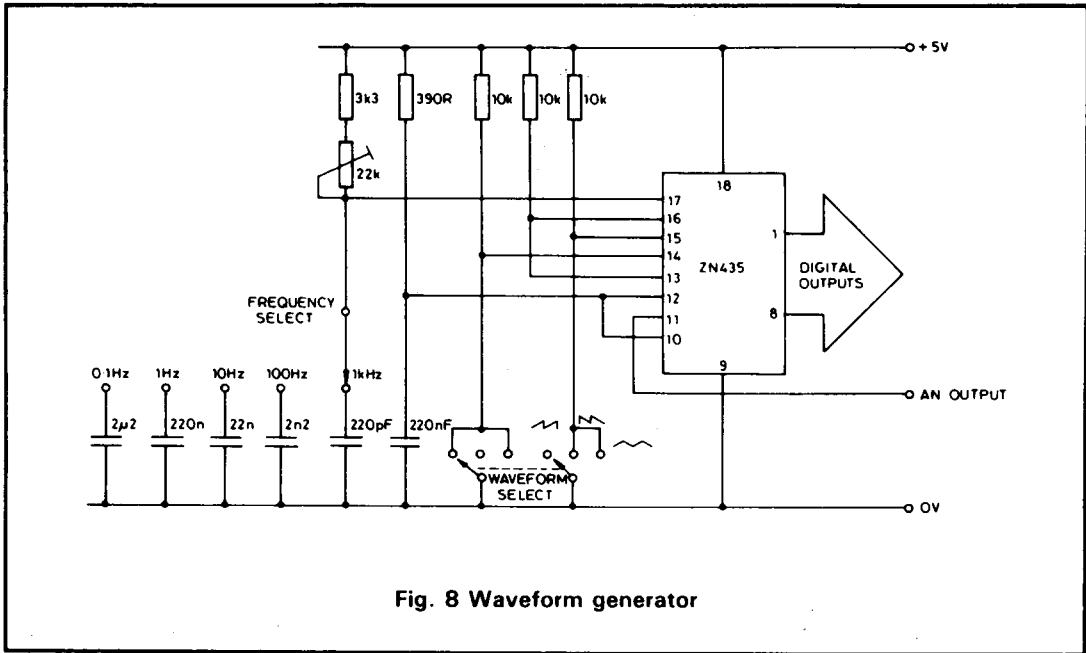 +5V
3k3
390R
10k
10k
10k
22k
18
17
16
15
14
13
12
11
10
1
8
9
ZN435
DIGITAL
OUTPUTS
FREQUENCY
SELECT
0·1Hz
1Hz
10Hz
100Hz
1kHz
AN OUTPUT
2µ2
220n
22n
2n2
220pF
220nF
WAVEFORM
SELECT
0V
Fig. 8 Waveform generator